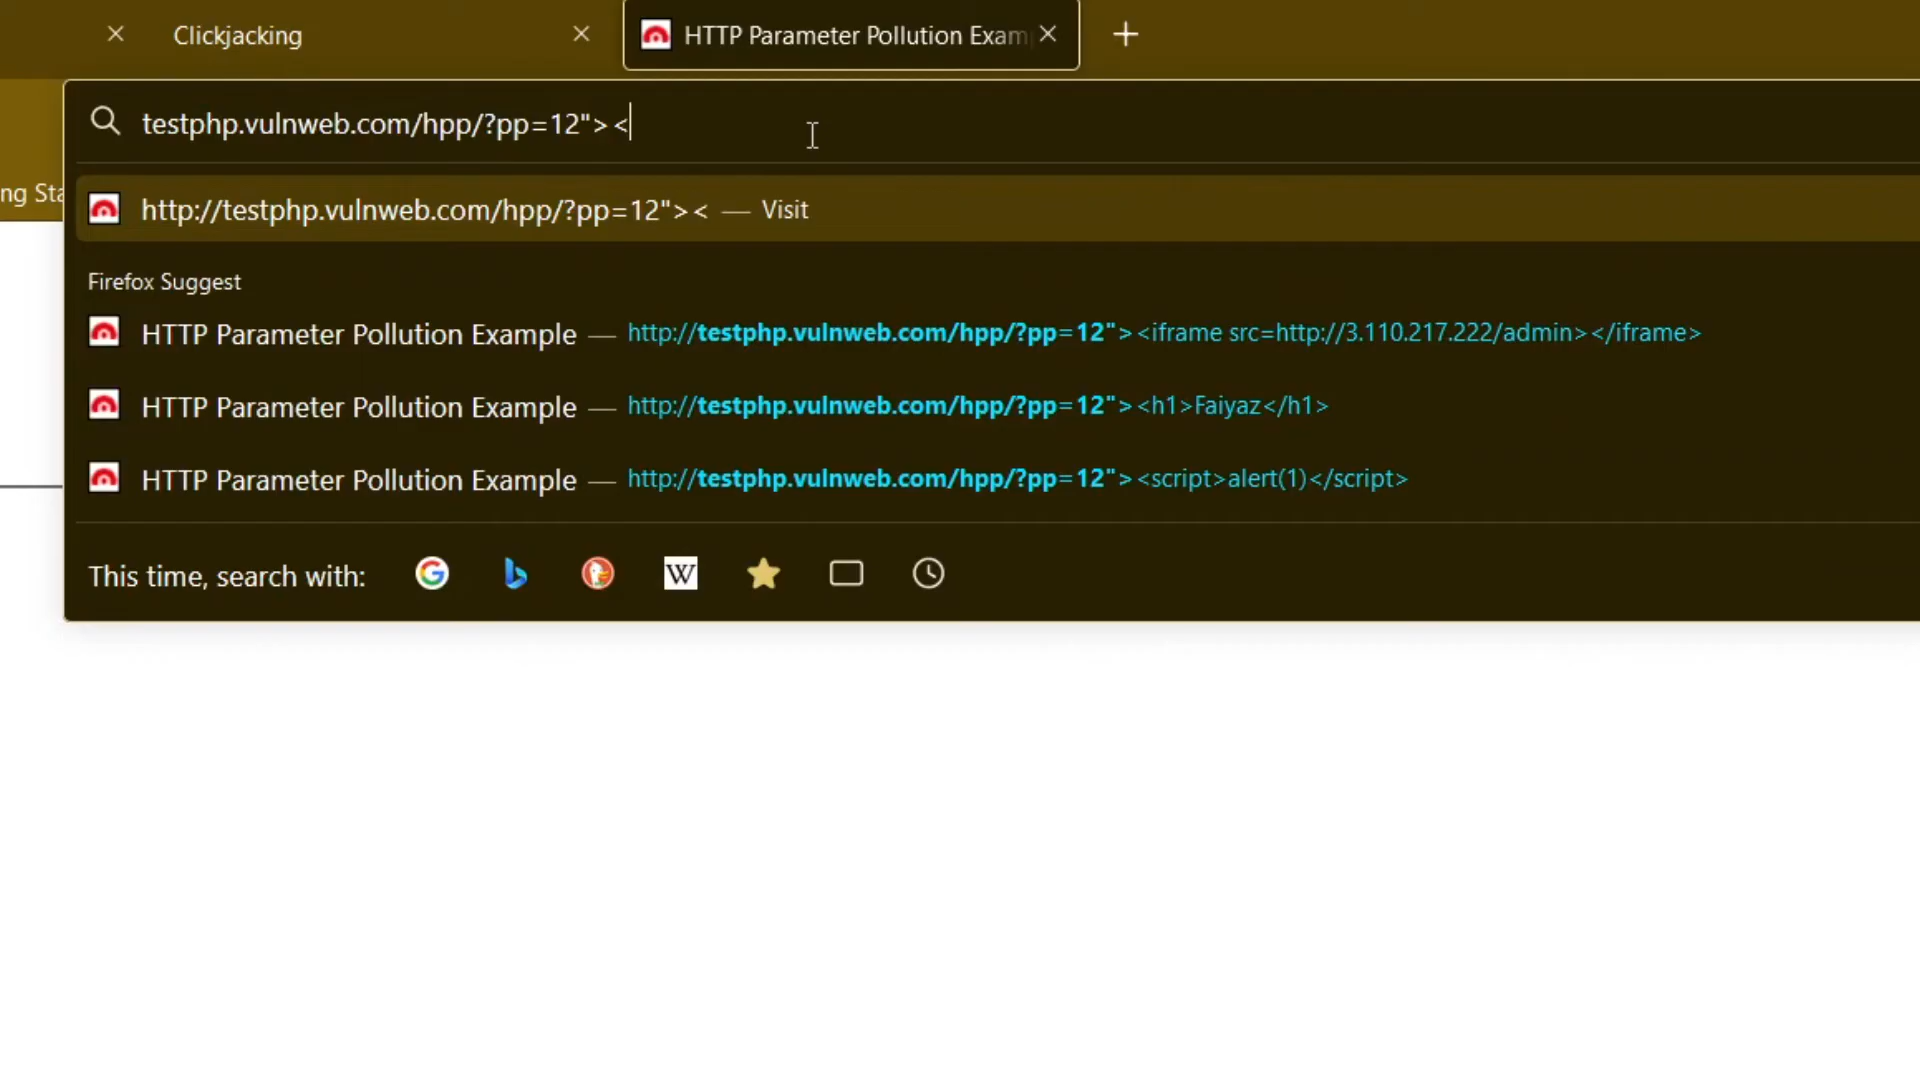 Clickjacking
HTTP Parameter Pollution Exam
testphp.vulnweb.com/hpp/?pp=12"><
ng Sta
http://testphp.vulnweb.com/hpp/?pp=12">< — Visit
Firefox Suggest
HTTP Parameter Pollution Example — http://testphp.vulnweb.com/hpp/?pp=12"><iframe src=http://3.110.217.222/admin></iframe>
HTTP Parameter Pollution Example — http://testphp.vulnweb.com/hpp/?pp=12"><h1>Faiyaz</h1>
HTTP Parameter Pollution Example — http://testphp.vulnweb.com/hpp/?pp=12"><script>alert(1)</script>
This time, search with:
W